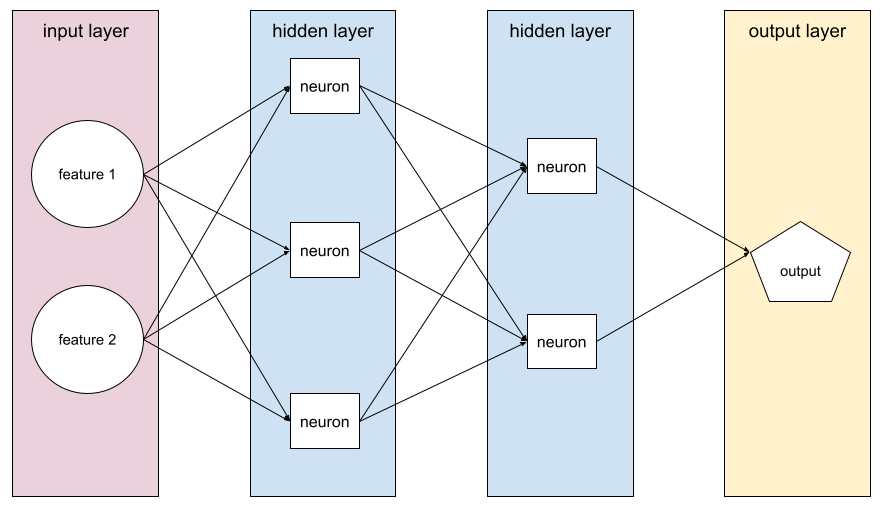 input layer
hidden layer
hidden layer
output layer
feature 1
feature 2
neuron
neuron
neuron
neuron
neuron
output